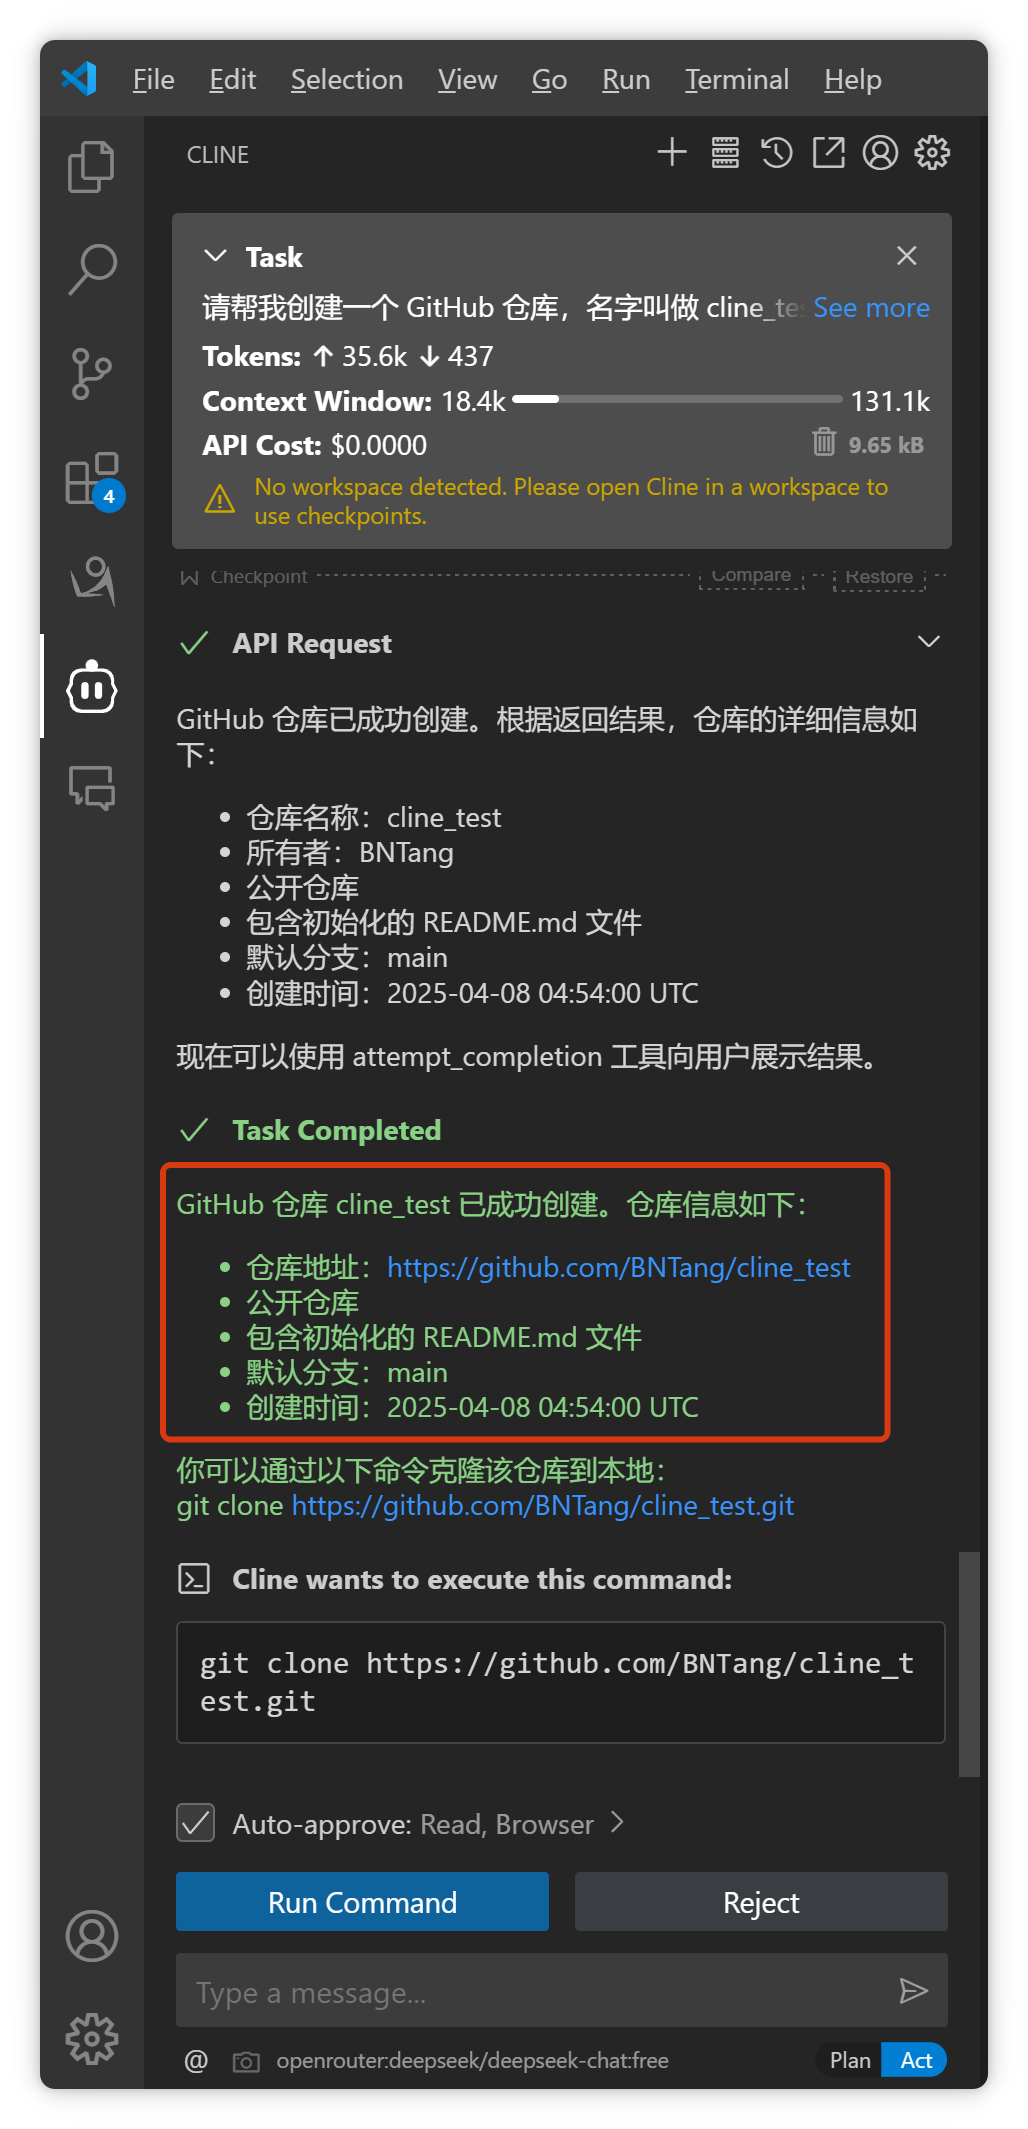 File Edit Selection View Go Run Terminal Help
CLINE
Task
请帮我创建一个 GitHub 仓库，名字叫做 cline_tes See more
Tokens: ↑ 35.6k ↓ 437
Context Window: 18.4k 131.1k
API Cost: $0.0000 9.65 kB
No workspace detected. Please open Cline in a workspace to
use checkpoints.
Checkpoint Compare Restore
4
API Request
GitHub 仓库已成功创建。根据返回结果，仓库的详细信息如
下：
• 仓库名称：cline_test
• 所有者：BNTang
• 公开仓库
• 包含初始化的 README.md 文件
• 默认分支：main
• 创建时间：2025-04-08 04:54:00 UTC
现在可以使用 attempt_completion 工具向用户展示结果。
Task Completed
GitHub 仓库 cline_test 已成功创建。仓库信息如下：
• 仓库地址：https://github.com/BNTang/cline_test
• 公开仓库
• 包含初始化的 README.md 文件
• 默认分支：main
• 创建时间：2025-04-08 04:54:00 UTC
你可以通过以下命令克隆该仓库到本地：
git clone https://github.com/BNTang/cline_test.git
Cline wants to execute this command:
git clone https://github.com/BNTang/cline_t
est.git
Auto-approve: Read, Browser
Run Command Reject
Type a message...
@ openrouter:deepseek/deepseek-chat:free Plan Act